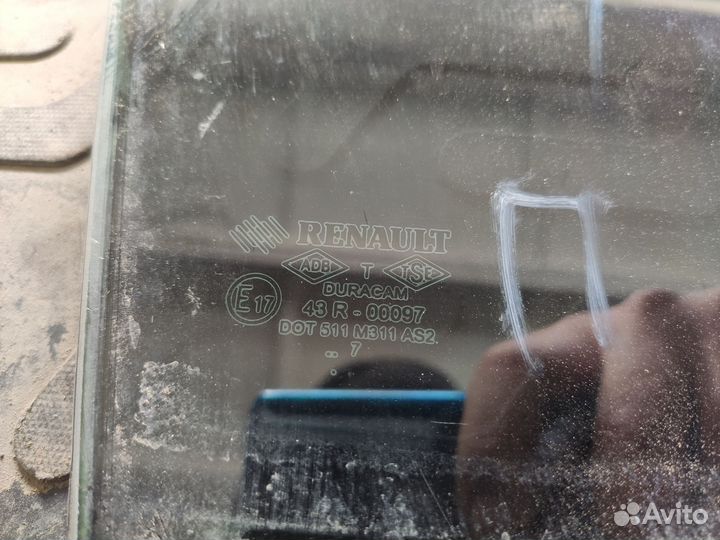 RENAULT
ADB T TSE
DURACAM
E17
43 R - 00097
DOT 511 M311 AS2
.. 7
.
П
Avito